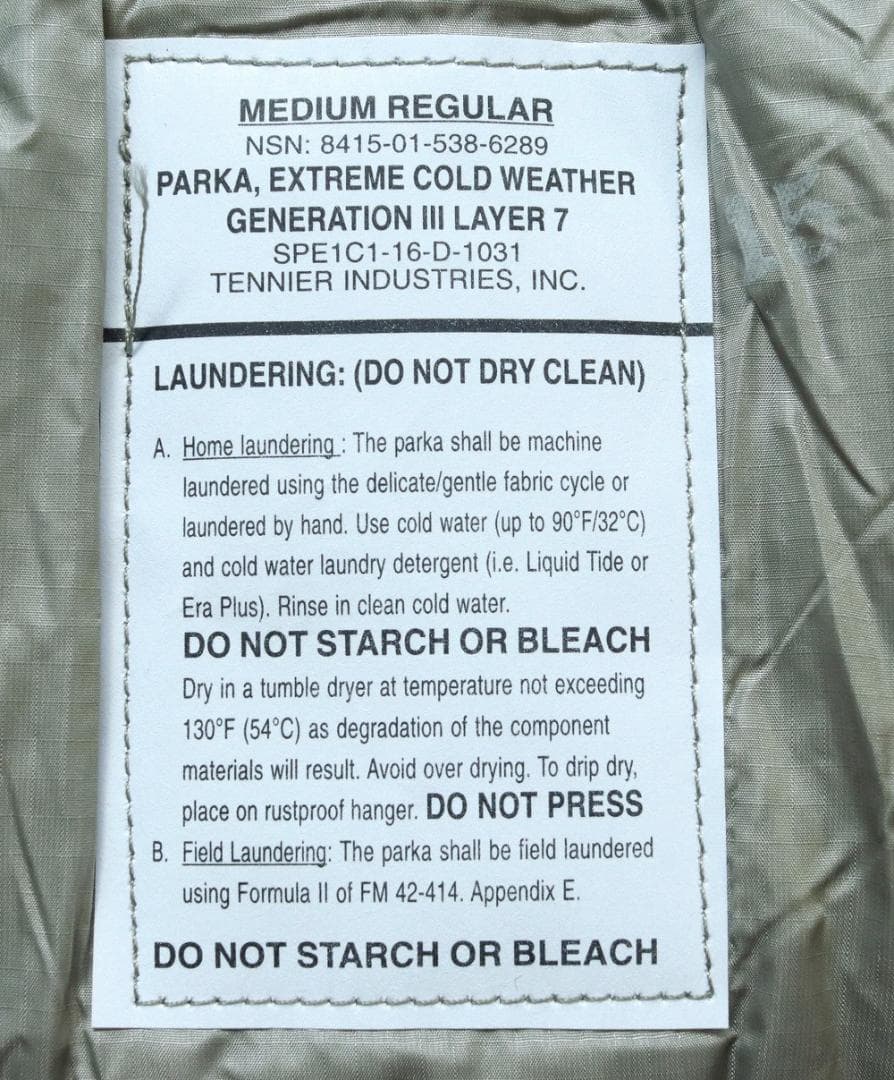 MEDIUM REGULAR
NSN: 8415-01-538-6289
PARKA, EXTREME COLD WEATHER
GENERATION III LAYER 7
SPE1C1-16-D-1031
TENNIER INDUSTRIES, INC.
LAUNDERING: (DO NOT DRY CLEAN)
A. Home laundering : The parka shall be machine
laundered using the delicate/gentle fabric cycle or
laundered by hand. Use cold water (up to 90°F/32°C)
and cold water laundry detergent (i.e. Liquid Tide or
Era Plus). Rinse in clean cold water.
DO NOT STARCH OR BLEACH
Dry in a tumble dryer at temperature not exceeding
130°F (54°C) as degradation of the component
materials will result. Avoid over drying. To drip dry,
place on rustproof hanger. DO NOT PRESS
B. Field Laundering: The parka shall be field laundered
using Formula II of FM 42-414. Appendix E.
DO NOT STARCH OR BLEACH